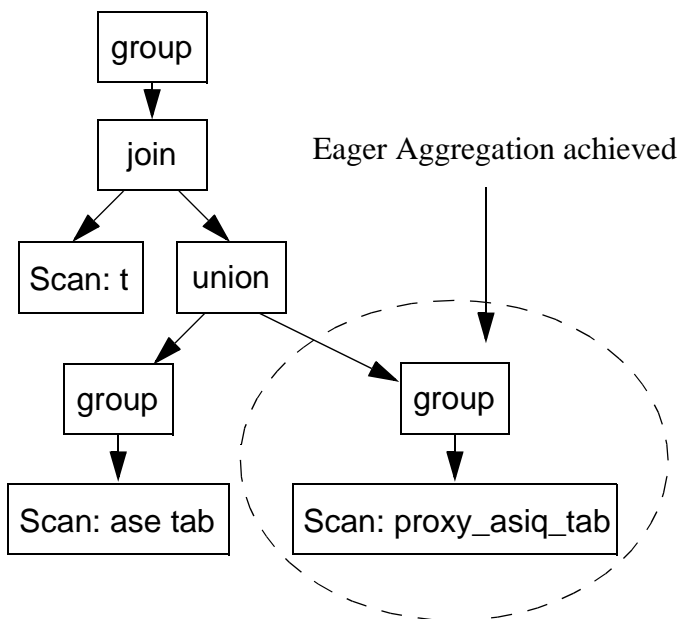 group
join
Eager Aggregation achieved
Scan: t
union
group
group
Scan: ase tab
Scan: proxy_asiq_tab